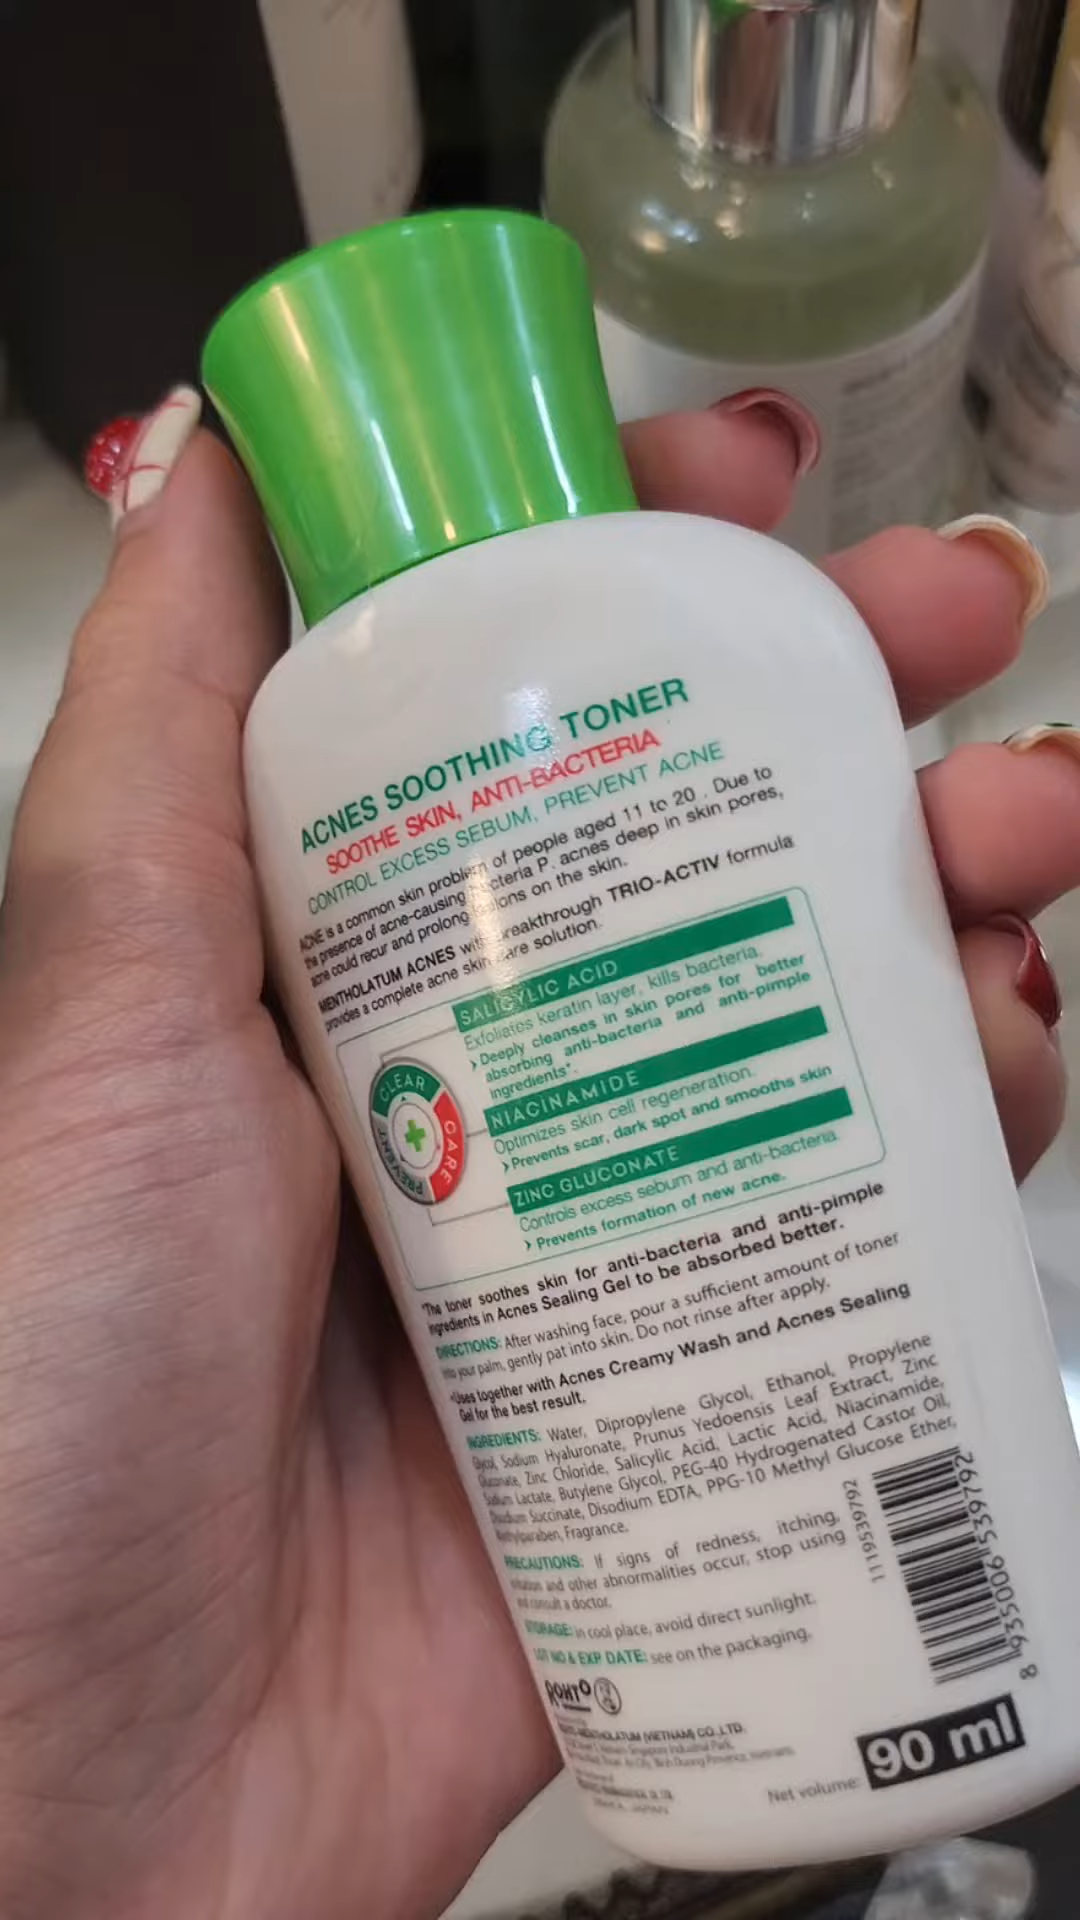 ACNES SOOTHING TONER
SOOTHE SKIN, ANTI-BACTERIA
CONTROL EXCESS SEBUM, PREVENT ACNE
ACNE is a common skin problem of people aged 11 to 20 . Due to
the presence of acne-causing bacteria P. acnes deep in skin pores,
acne could recur and prolong on the skin.
MENTHOLATUM ACNES with breakthrough TRIO-ACTIV formula
provides a complete acne skin care solution.
CLEAR
CARE
PREVENT
SALICYLIC ACID
Exfoliates keratin layer, kills bacteria.
› Deeply cleanses in skin pores for better
absorbing anti-bacteria and anti-pimple
ingredients*.
NIACINAMIDE
Optimizes skin cell regeneration.
› Prevents scar, dark spot and smooths skin
ZINC GLUCONATE
Controls excess sebum and anti-bacteria.
› Prevents formation of new acne.
*The toner soothes skin for anti-bacteria and anti-pimple
ingredients in Acnes Sealing Gel to be absorbed better.
DIRECTIONS: After washing face, pour a sufficient amount of toner
into your palm, gently pat into skin. Do not rinse after apply.
*Uses together with Acnes Creamy Wash and Acnes Sealing
Gel for the best result.
INGREDIENTS: Water, Dipropylene Glycol, Ethanol, Propylene
Glycol, Sodium Hyaluronate, Prunus Yedoensis Leaf Extract, Zinc
Gluconate, Zinc Chloride, Salicylic Acid, Lactic Acid, Niacinamide,
Sodium Lactate, Butylene Glycol, PEG-40 Hydrogenated Castor Oil,
Disodium Succinate, Disodium EDTA, PPG-10 Methyl Glucose Ether,
Methylparaben, Fragrance.
PRECAUTIONS: If signs of redness, itching,
irritation and other abnormalities occur, stop using
and consult a doctor.
STORAGE: in cool place, avoid direct sunlight.
LOT NO & EXP DATE: see on the packaging.
1119539792
8 935006 539792
ROHTO
ROHTO-MENTHOLATUM (VIETNAM) CO.,LTD.
JAPAN
Net volume: 90 ml